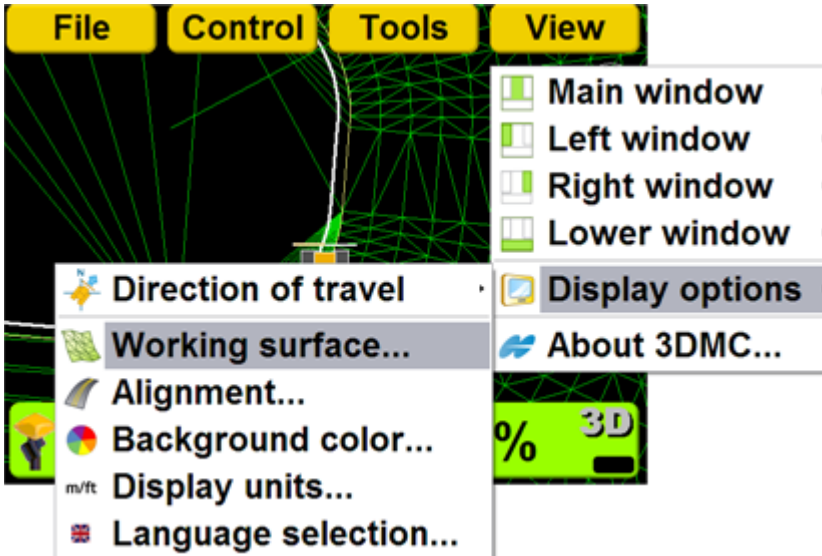 File Control Tools View
Main window
Left window
Right window
Lower window
Display options
About 3DMC...
N
Direction of travel
Working surface...
Alignment...
Background color...
m/ft Display units...
Language selection...
% 3D